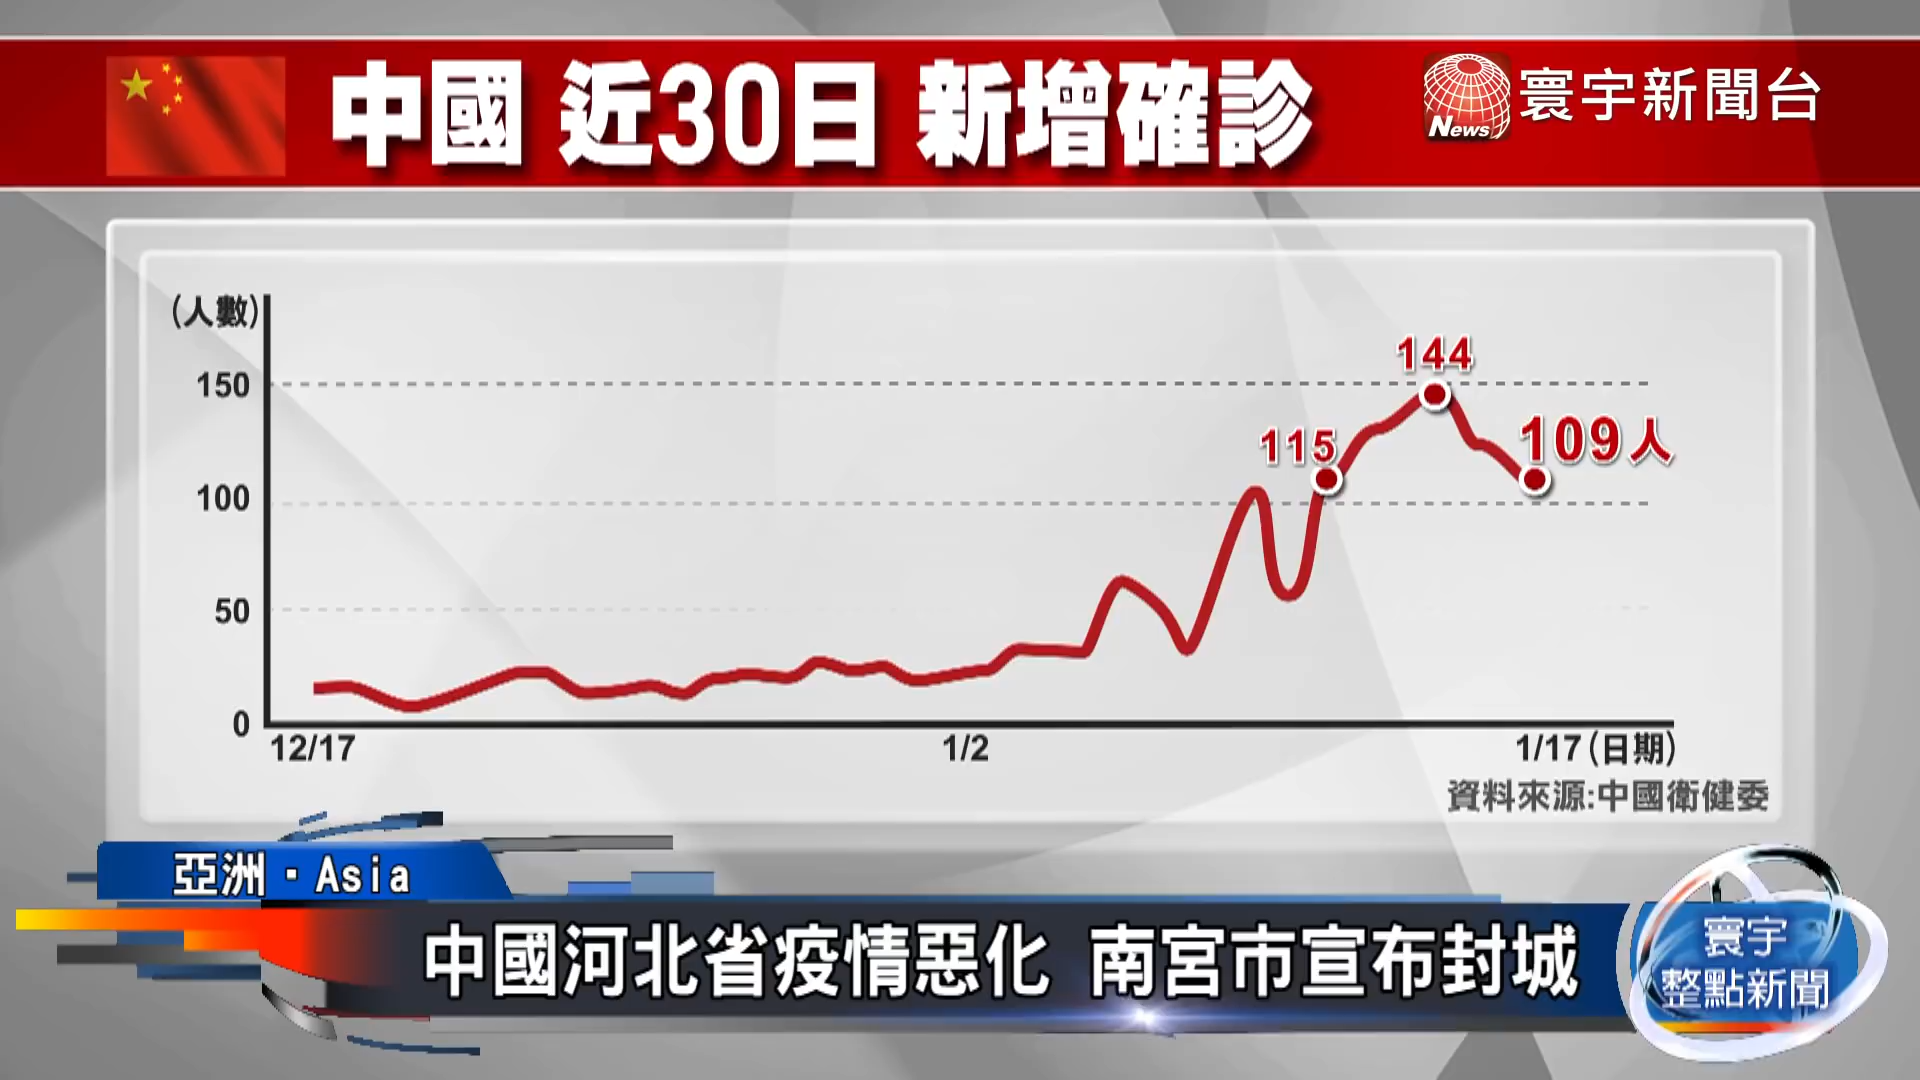 中國 近30日 新增確診
News 寰宇新聞台
(人數)
150
100
50
0
144
115
109人
12/17
1/2
1/17(日期)
資料來源:中國衛健委
亞洲·Asia
中國河北省疫情惡化 南宮市宣布封城
寰宇
整點新聞